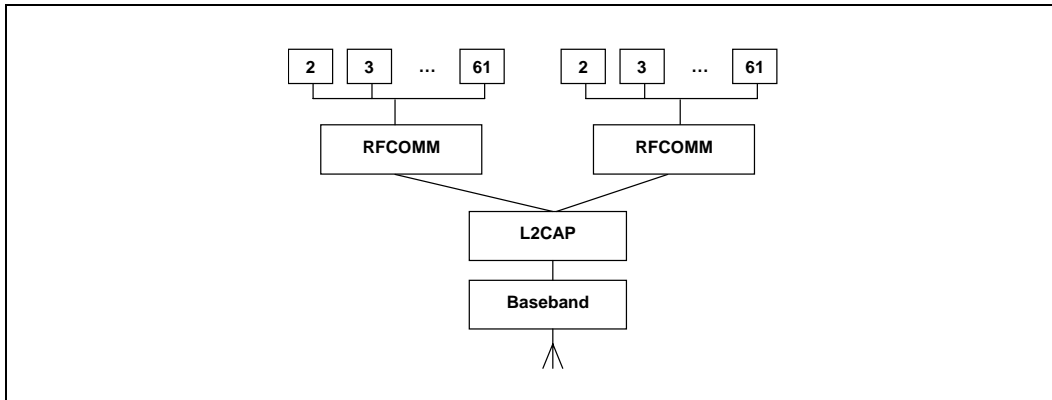 2 3 ... 61 2 3 ... 61
RFCOMM RFCOMM
L2CAP
Baseband